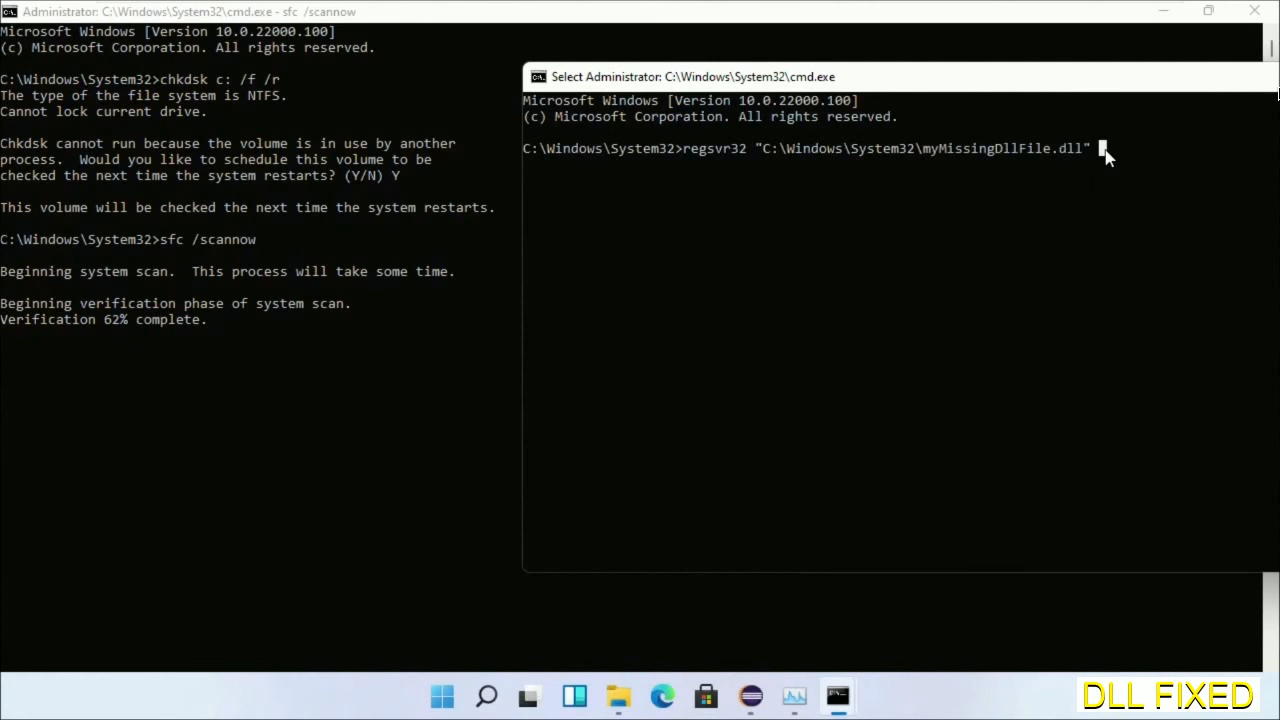 Administrator: C:\Windows\System32\cmd.exe - sfc /scannow
Microsoft Windows [Version 10.0.22000.100]
(c) Microsoft Corporation. All rights reserved.
C:\Windows\System32>chkdsk c: /f /r
The type of the file system is NTFS.
Cannot lock current drive.
Chkdsk cannot run because the volume is in use by another
process.  Would you like to schedule this volume to be
checked the next time the system restarts? (Y/N) Y
This volume will be checked the next time the system restarts.
C:\Windows\System32>sfc /scannow
Beginning system scan.  This process will take some time.
Beginning verification phase of system scan.
Verification 62% complete.
Select Administrator: C:\Windows\System32\cmd.exe
Microsoft Windows [Version 10.0.22000.100]
(c) Microsoft Corporation. All rights reserved.
C:\Windows\System32>regsvr32 "C:\Windows\System32\myMissingDllFile.dll"
DLL FIXED